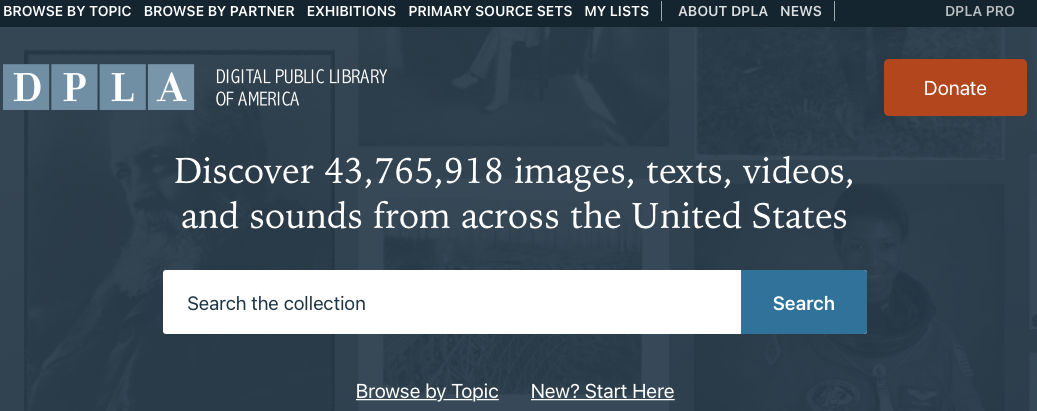 BROWSE BY TOPIC BROWSE BY PARTNER EXHIBITIONS PRIMARY SOURCE SETS MY LISTS ABOUT DPLA NEWS DPLA PRO
DPLA
DIGITAL PUBLIC LIBRARY
OF AMERICA
Donate
Discover 43,765,918 images, texts, videos,
and sounds from across the United States
Search the collection Search
Browse by Topic New? Start Here